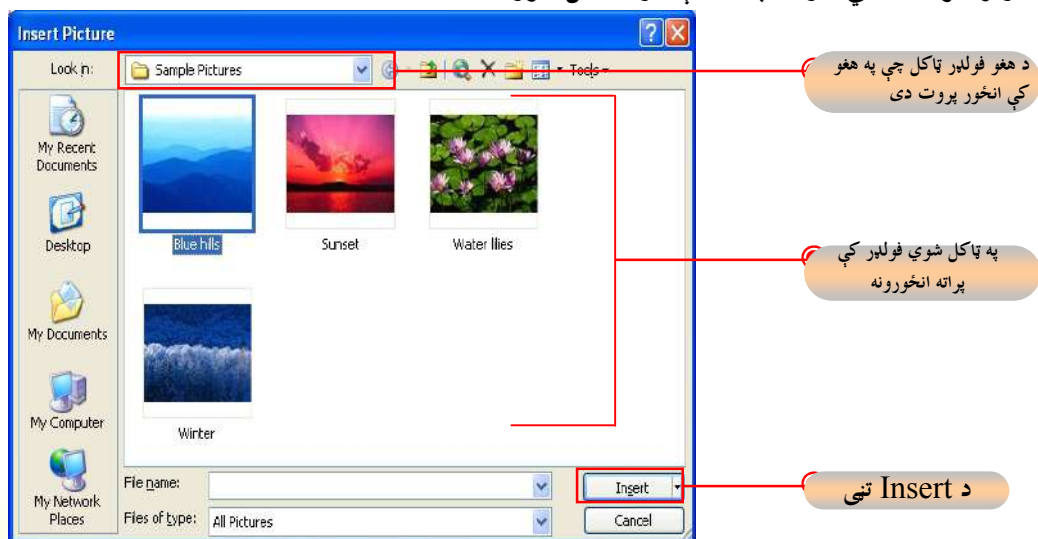 Insert Picture
Look in:
Sample Pictures
Tools
د هغو فولډر ټاکل چې په هغو
کې انځور پروت دی
My Recent
Documents
Desktop
My Documents
My Computer
My Network
Places
Blue hills
Sunset
Water lilies
Winter
په ټاکل شوي فولډر کې
پراته انځورونه
File name:
Insert
Files of type:
All Pictures
Cancel
د Insert تڼۍ